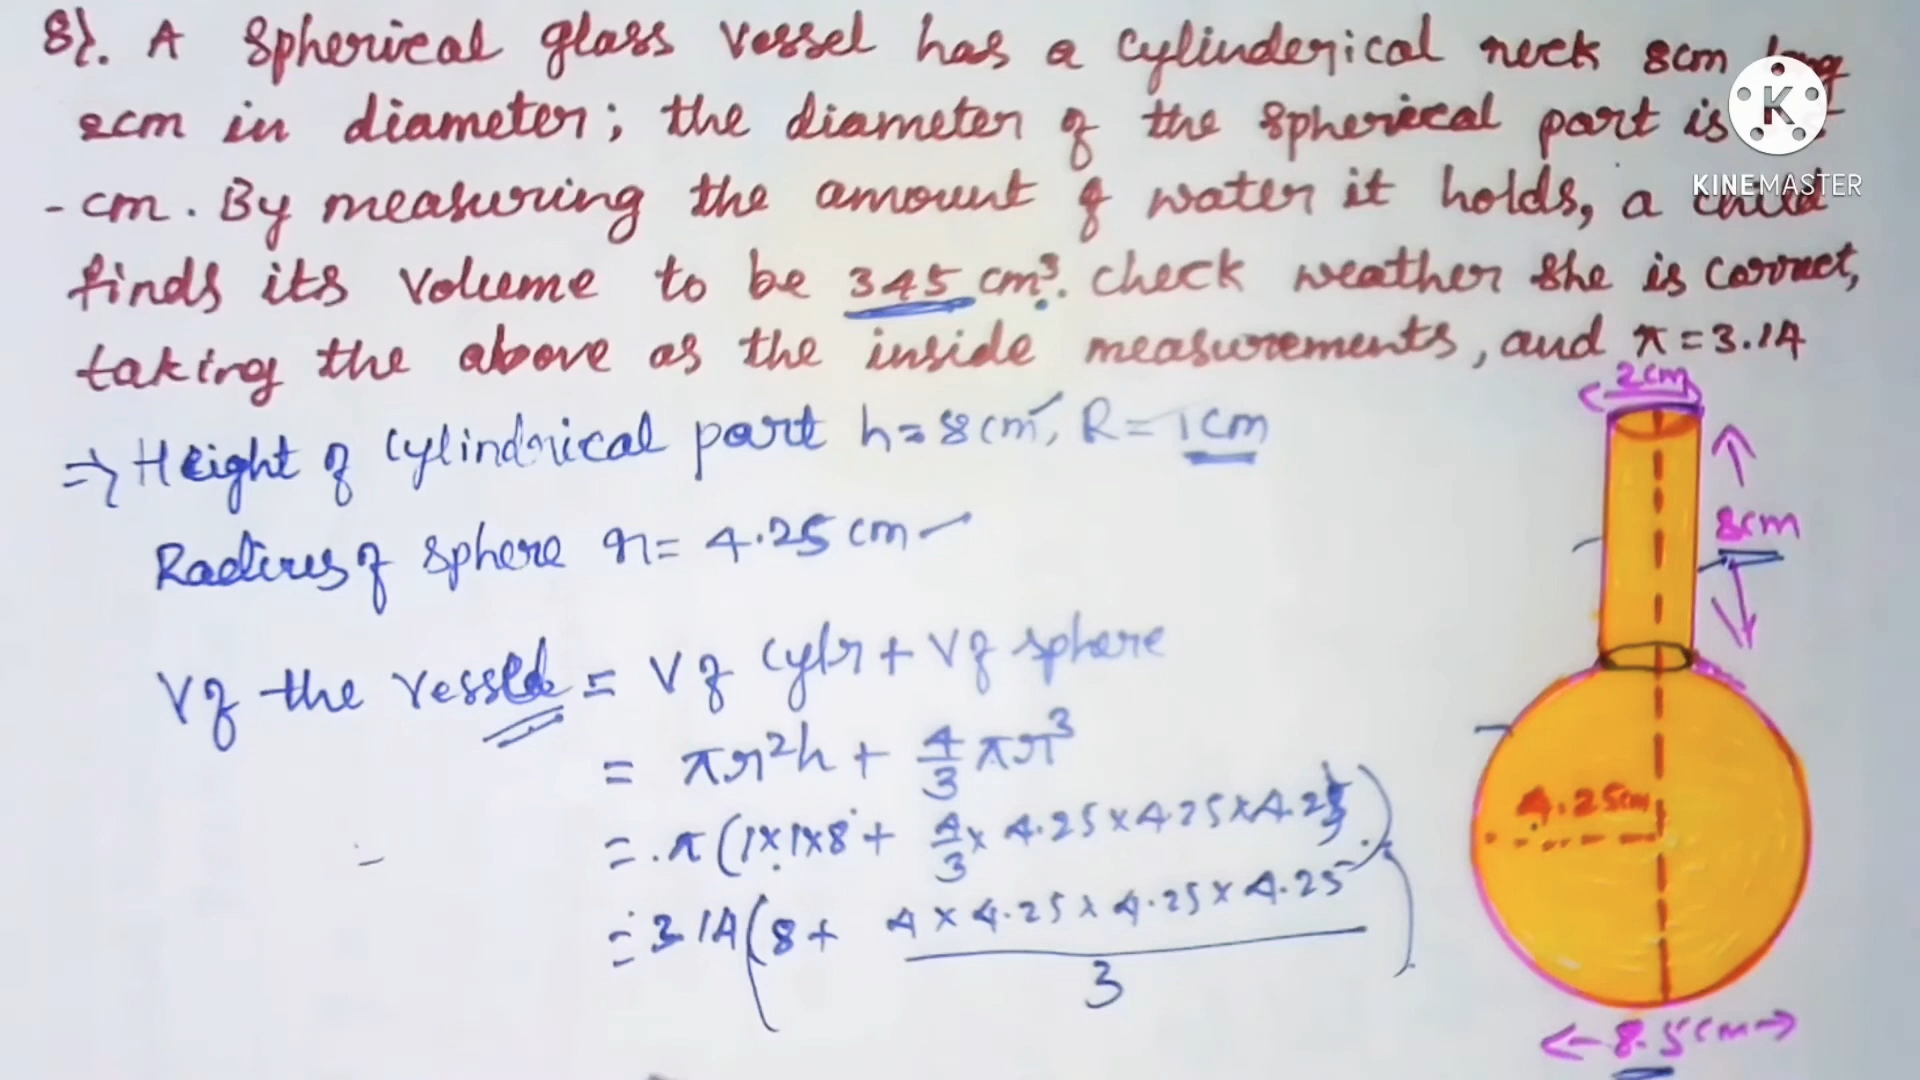 8). A Spherical glass vessel has a cylinderical neck 8cm long
2cm in diameter; the diameter of the spherical part is
- cm. By measuring the amount of water it holds, a child
finds its volume to be 345 cm³. check weather she is correct,
taking the above as the inside measurements, and π = 3.14
⇒ Height of cylindrical part h = 8cm, R = 1cm
Radius of sphere r = 4.25 cm
V of the vessel = V of cylr + V of sphere
= πr²h + 4/3 πr³
= π (1×1×8 + 4/3 × 4.25 × 4.25 × 4.25)
= 3.14 (8 + 4 × 4.25 × 4.25 × 4.25 / 3)
2cm
8cm
4.25cm
8.5cm
K
KINEMASTER